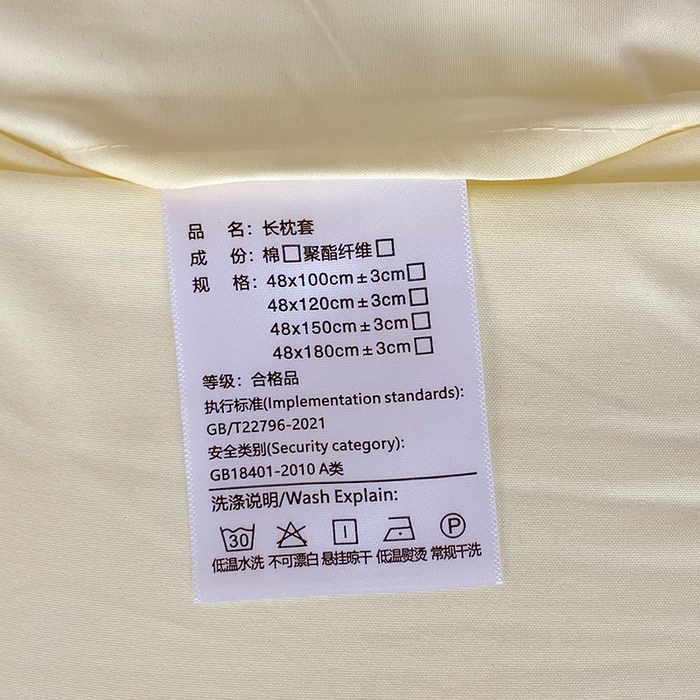 品 名：长枕套
成 份：棉□聚酯纤维□
规 格：48x100cm±3cm□
48x120cm±3cm□
48x150cm±3cm□
48x180cm±3cm□
等级：合格品
执行标准(Implementation standards):
GB/T22796-2021
安全类别(Security category):
GB18401-2010 A类
洗涤说明/Wash Explain:
30 P
低温水洗 不可漂白 悬挂晾干 低温熨烫 常规干洗